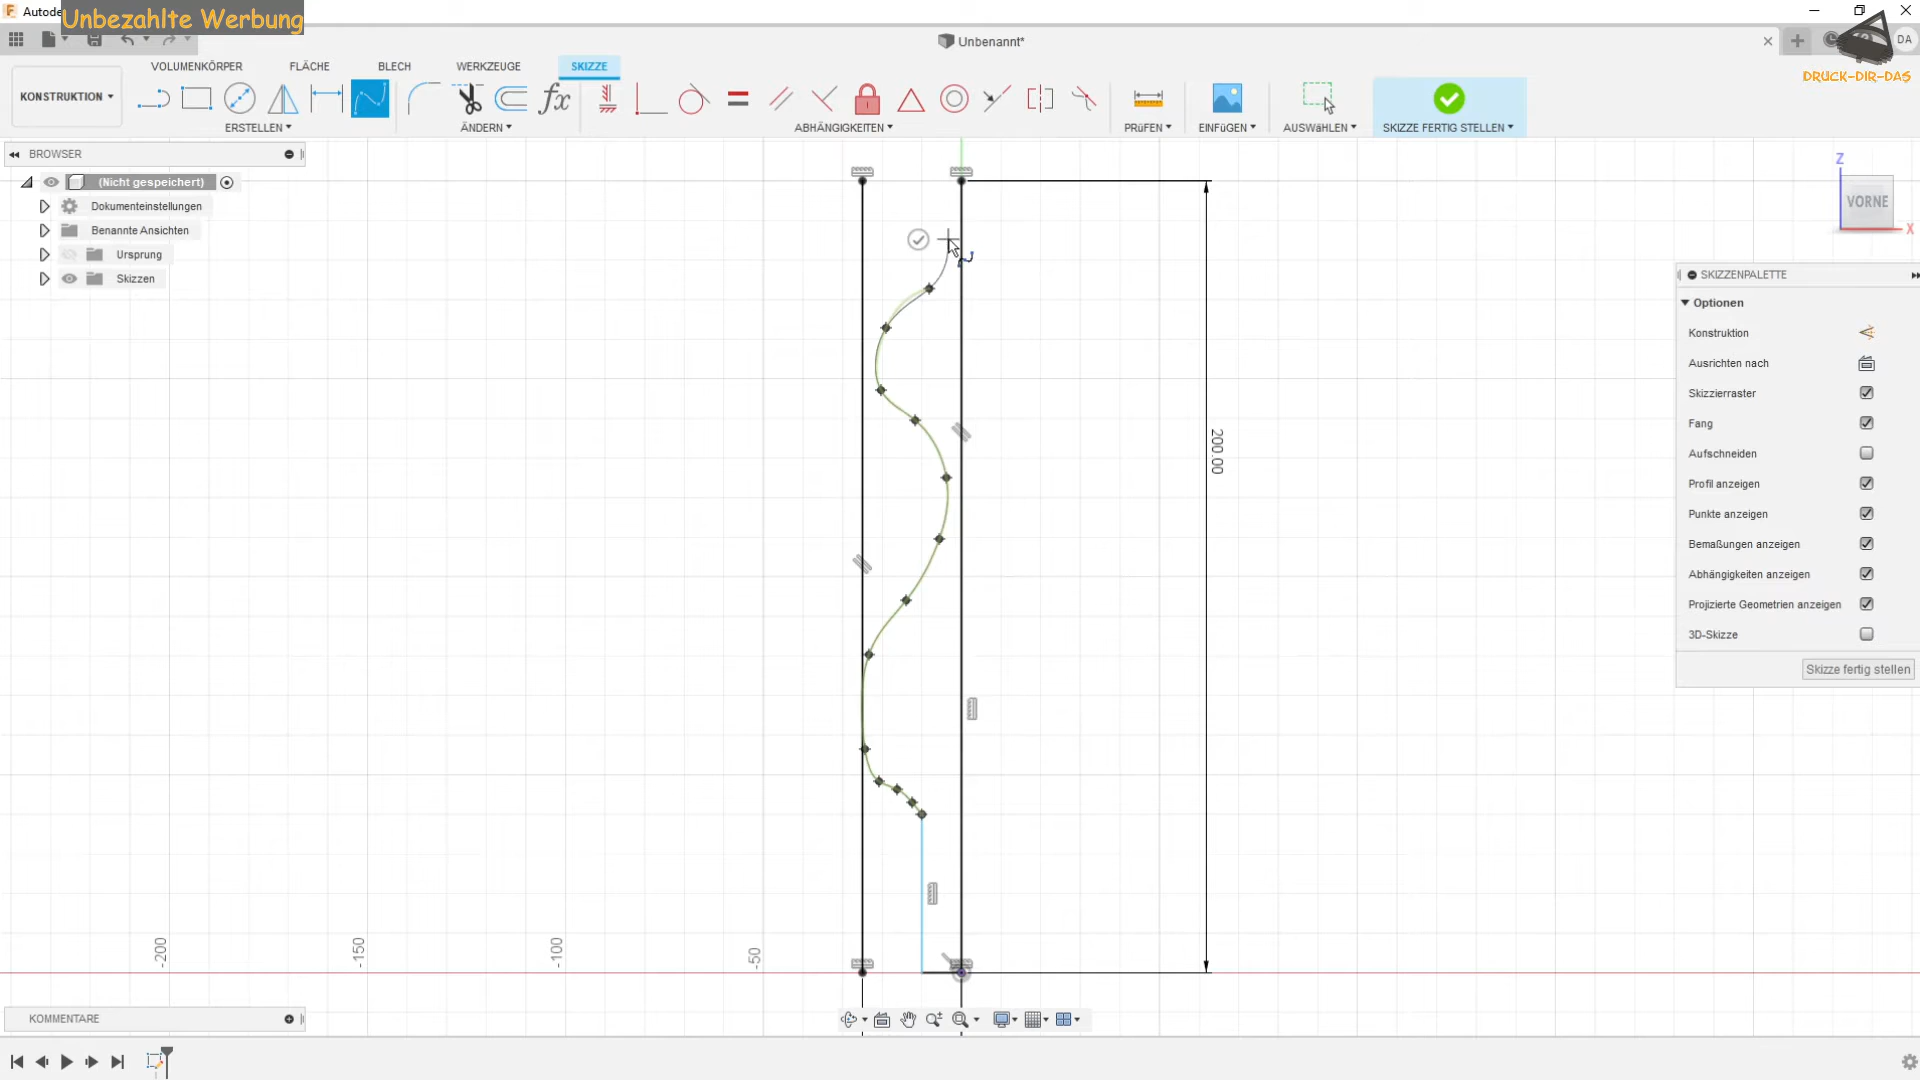 Autode
Unbezahlte Werbung
Unbenannt*
DA
DRUCK-DIR-DAS
KONSTRUKTION
VOLUMENKÖRPER
FLÄCHE
BLECH
WERKZEUGE
SKIZZE
ERSTELLEN
ÄNDERN
ABHÄNGIGKEITEN
PRÜFEN
EINFÜGEN
AUSWÄHLEN
SKIZZE FERTIG STELLEN
BROWSER
(Nicht gespeichert)
Dokumenteinstellungen
Benannte Ansichten
Ursprung
Skizzen
Z
VORNE
X
SKIZZENPALETTE
Optionen
Konstruktion
Ausrichten nach
Skizzierraster
Fang
Aufschneiden
Profil anzeigen
Punkte anzeigen
Bemaßungen anzeigen
Abhängigkeiten anzeigen
Projizierte Geometrien anzeigen
3D-Skizze
Skizze fertig stellen
200.00
-200
-150
-100
-50
KOMMENTARE